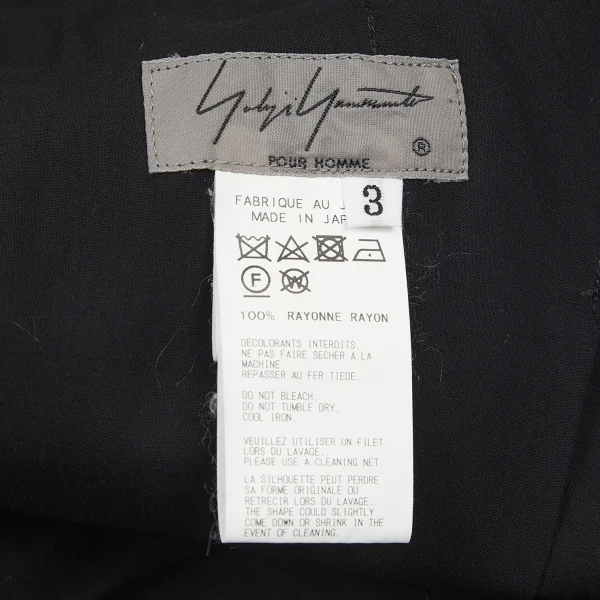 Yohji Yamamoto
®
POUR HOMME
3
FABRIQUE AU J
MADE IN JAP
F
W
100% RAYONNE RAYON
DECOLORANTS INTERDITS.
NE PAS FAIRE SECHER A LA
MACHINE.
REPASSER AU FER TIEDE.
DO NOT BLEACH.
DO NOT TUMBLE DRY.
COOL IRON.
VEUILLEZ UTILISER UN FILET
LORS DU LAVAGE.
PLEASE USE A CLEANING NET.
LA SILHOUETTE PEUT PERDRE
SA FORME ORIGINALE OU
RETRECIR LORS DU LAVAGE.
THE SHAPE COULD SLIGHTLY
COME DOWN OR SHRINK IN THE
EVENT OF CLEANING.